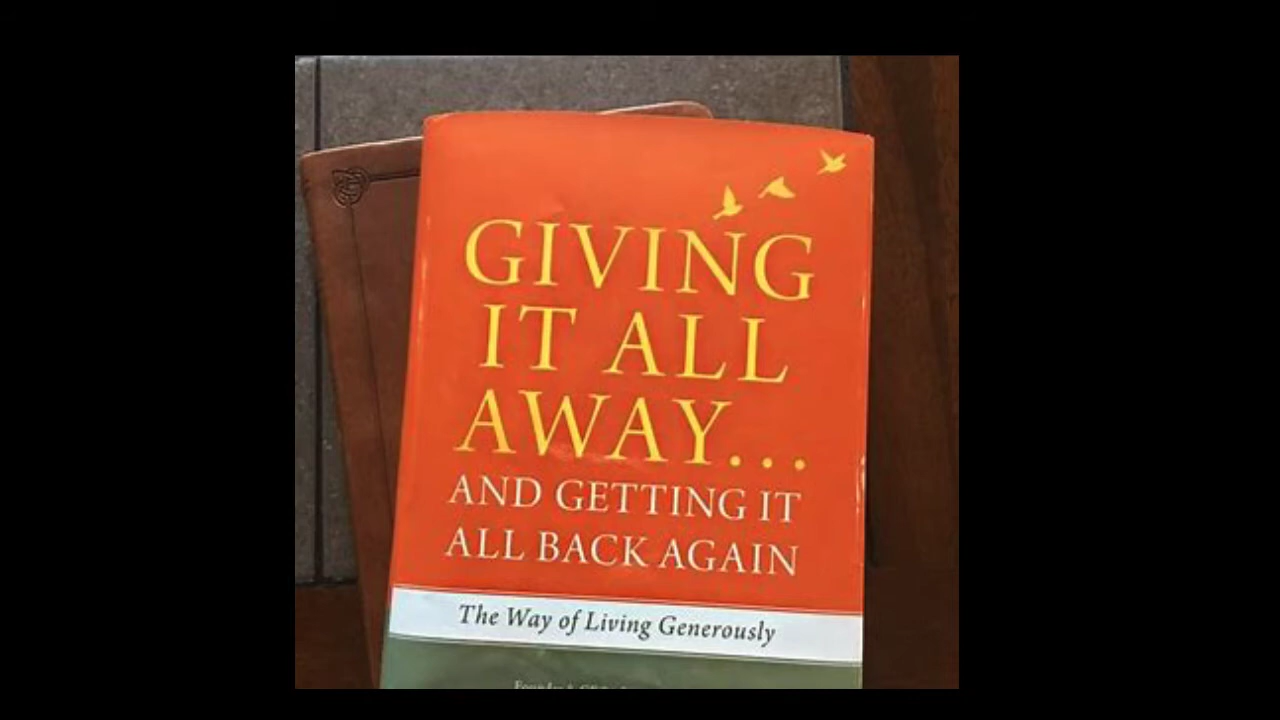 GIVING
IT ALL
AWAY...
AND GETTING IT
ALL BACK AGAIN
The Way of Living Generously